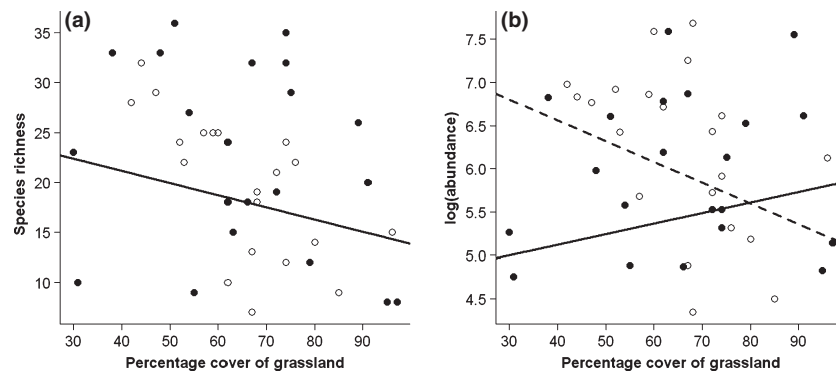 (a)
35
30
25
20
15
10
Species richness
30 40 50 60 70 80 90
Percentage cover of grassland
(b)
7.5
7.0
6.5
6.0
5.5
5.0
4.5
log(abundance)
30 40 50 60 70 80 90
Percentage cover of grassland